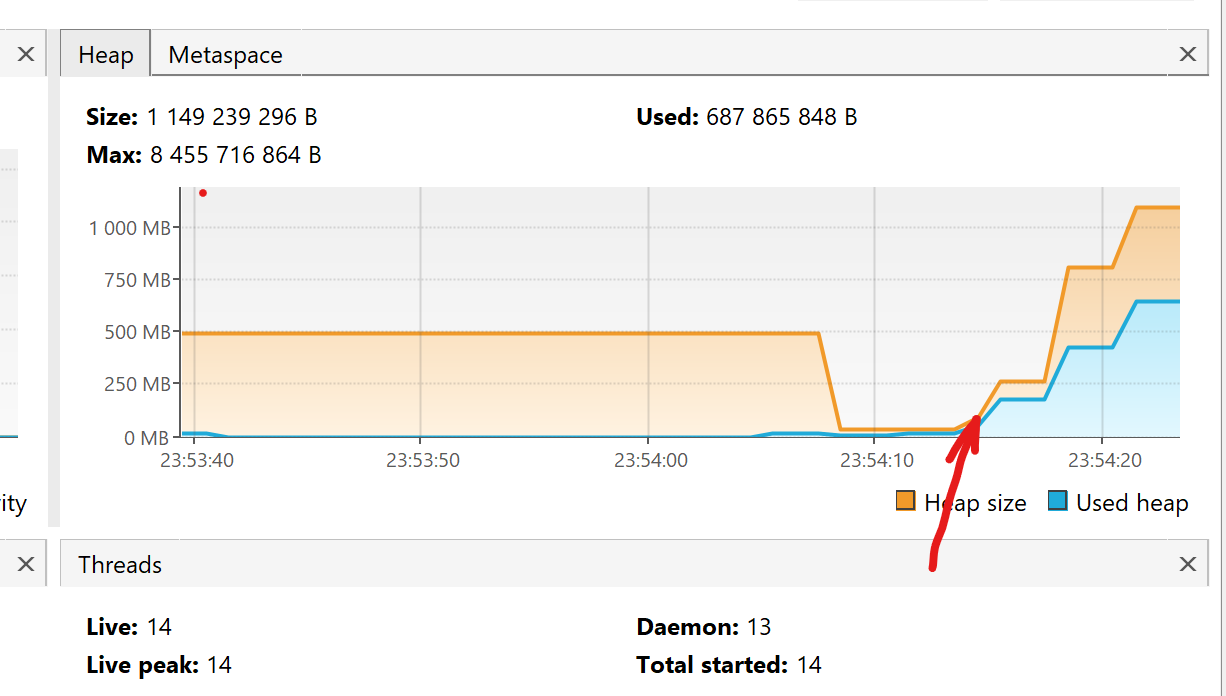 Heap Metaspace
Size: 1 149 239 296 B Used: 687 865 848 B
Max: 8 455 716 864 B
1 000 MB
750 MB
500 MB
250 MB
0 MB
23:53:40 23:53:50 23:54:00 23:54:10 23:54:20
ity
Heap size Used heap
Threads
Live: 14 Daemon: 13
Live peak: 14 Total started: 14